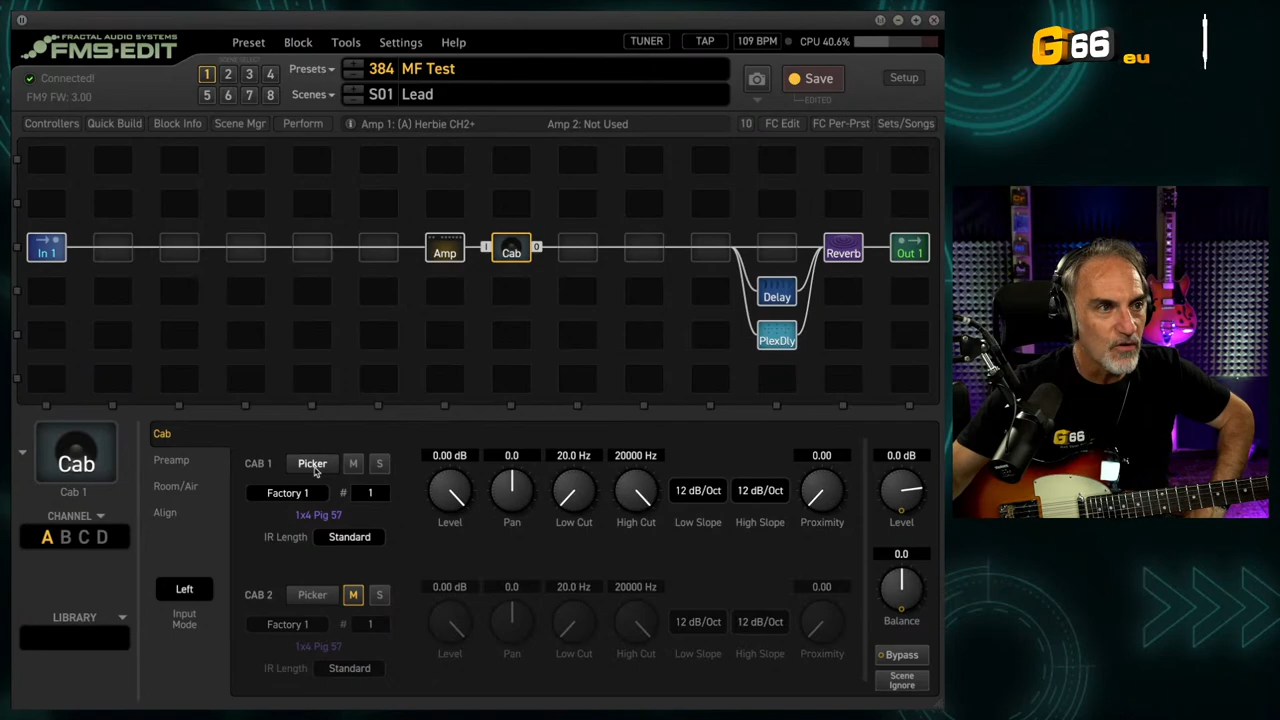 FRACTAL AUDIO SYSTEMS
FM9-EDIT
Preset Block Tools Settings Help
TUNER TAP 109 BPM CPU 40.6%
Connected!
FM9 FW: 3.00
SCENE SELECT
1 2 3 4
5 6 7 8
Presets 384 MF Test
Scenes S01 Lead
Save
EDITED
Setup
Controllers Quick Build Block Info Scene Mgr Perform Amp 1: (A) Herbie CH2+ Amp 2: Not Used 10 FC Edit FC Per-Prst Sets/Songs
In 1 Amp I Cab O Reverb Out 1
Delay
PlexDly
Cab
Cab 1
CHANNEL
A B C D
LIBRARY
Cab
Preamp
Room/Air
Align
Left
Input
Mode
CAB 1 Picker M S
Factory 1 # 1
1x4 Pig 57
IR Length Standard
0.00 dB 0.0 20.0 Hz 20000 Hz 0.00
12 dB/Oct 12 dB/Oct
Level Pan Low Cut High Cut Low Slope High Slope Proximity
CAB 2 Picker M S
Factory 1 # 1
1x4 Pig 57
IR Length Standard
0.00 dB 0.0 20.0 Hz 20000 Hz 0.00
12 dB/Oct 12 dB/Oct
Level Pan Low Cut High Cut Low Slope High Slope Proximity
0.0 dB
Level
0.0
Balance
Bypass
Scene
Ignore
G66
eu
G66